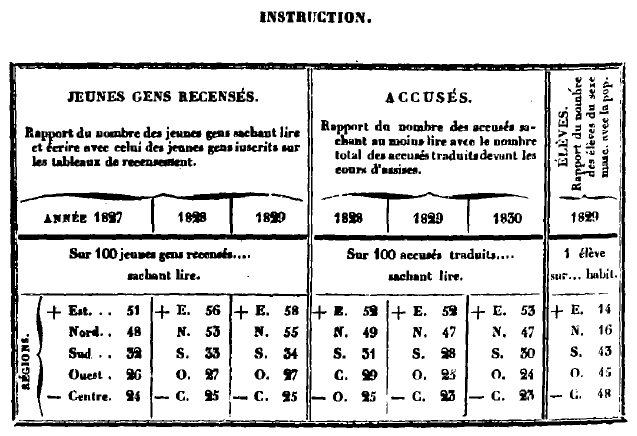 INSTRUCTION.
JEUNES GENS RECENSÉS.
Rapport du nombre des jeunes gens sachant lire
et écrire avec celui des jeunes gens inscrits sur
les tableaux de recensement.
ACCUSÉS.
Rapport du nombre des accusés sa-
chant au moins lire avec le nombre
total des accusés traduits devant les
cours d'assises.
ÉLÈVES.
Rapport du nombre
des élèves du sexe
masc. avec la pop.
ANNÉE 1827 1828 1829 1828 1829 1830 1829
Sur 100 jeunes gens recensés.... Sur 100 accusés traduits.... 1 élève
sachant lire. sachant lire. sur... habit.
RÉGIONS.
+ Est. . . 51 + E. 56 + E. 58 + E. 52 + E. 52 + E. 53 + E. 14
Nord. . 48 N. 53 N. 55 N. 49 N. 47 N. 47 N. 16
Sud . . 32 S. 33 S. 34 S. 31 S. 28 S. 30 S. 43
Ouest . 26 O. 27 O. 27 C. 29 O. 25 O. 24 O. 45
— Centre. 24 — C. 25 — C. 25 — O. 25 — C. 23 — C. 23 — C. 48